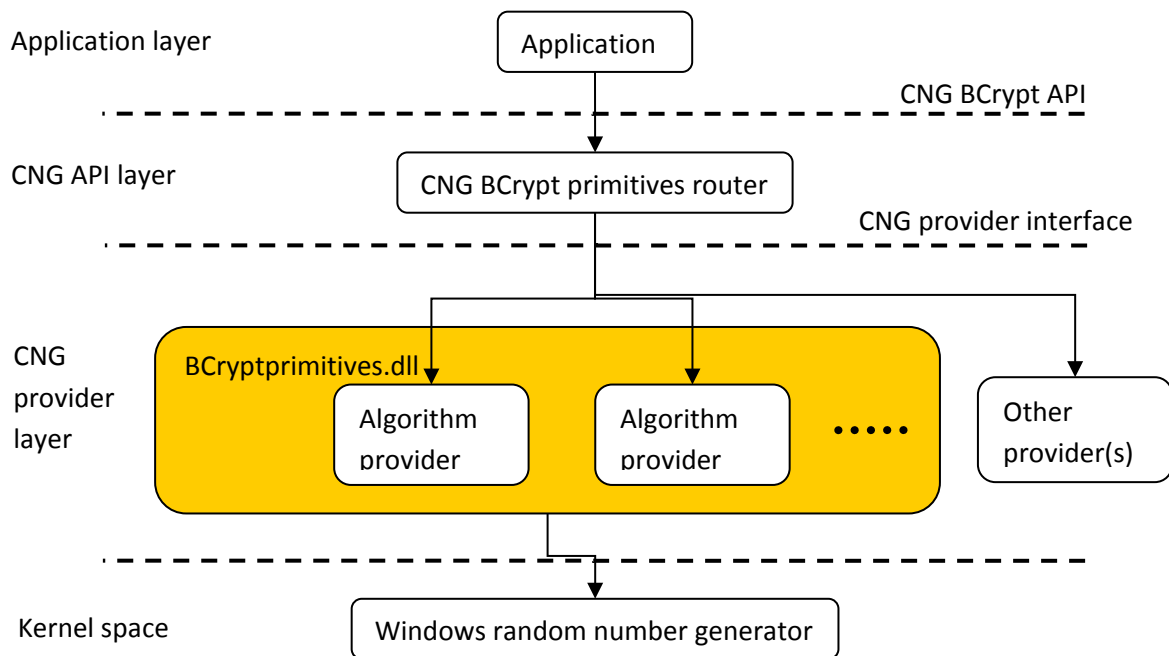 Application layer
Application
CNG BCrypt API
CNG API layer
CNG BCrypt primitives router
CNG provider interface
CNG
provider
layer
BCryptprimitives.dll
Algorithm
provider
Algorithm
provider
Other
provider(s)
Kernel space
Windows random number generator